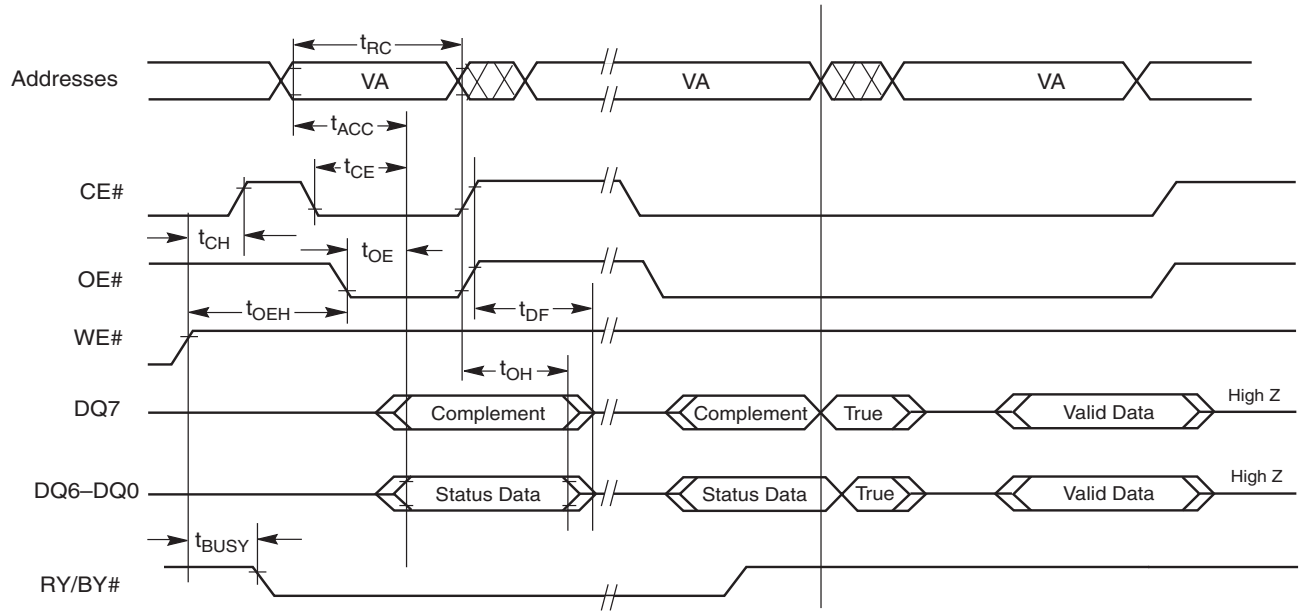 tRC
Addresses VA VA VA
tACC
tCE
CE#
tCH tOE
OE#
tOEH tDF
WE#
tOH
DQ7 Complement Complement True Valid Data High Z
DQ6–DQ0 Status Data Status Data True Valid Data High Z
tBUSY
RY/BY#